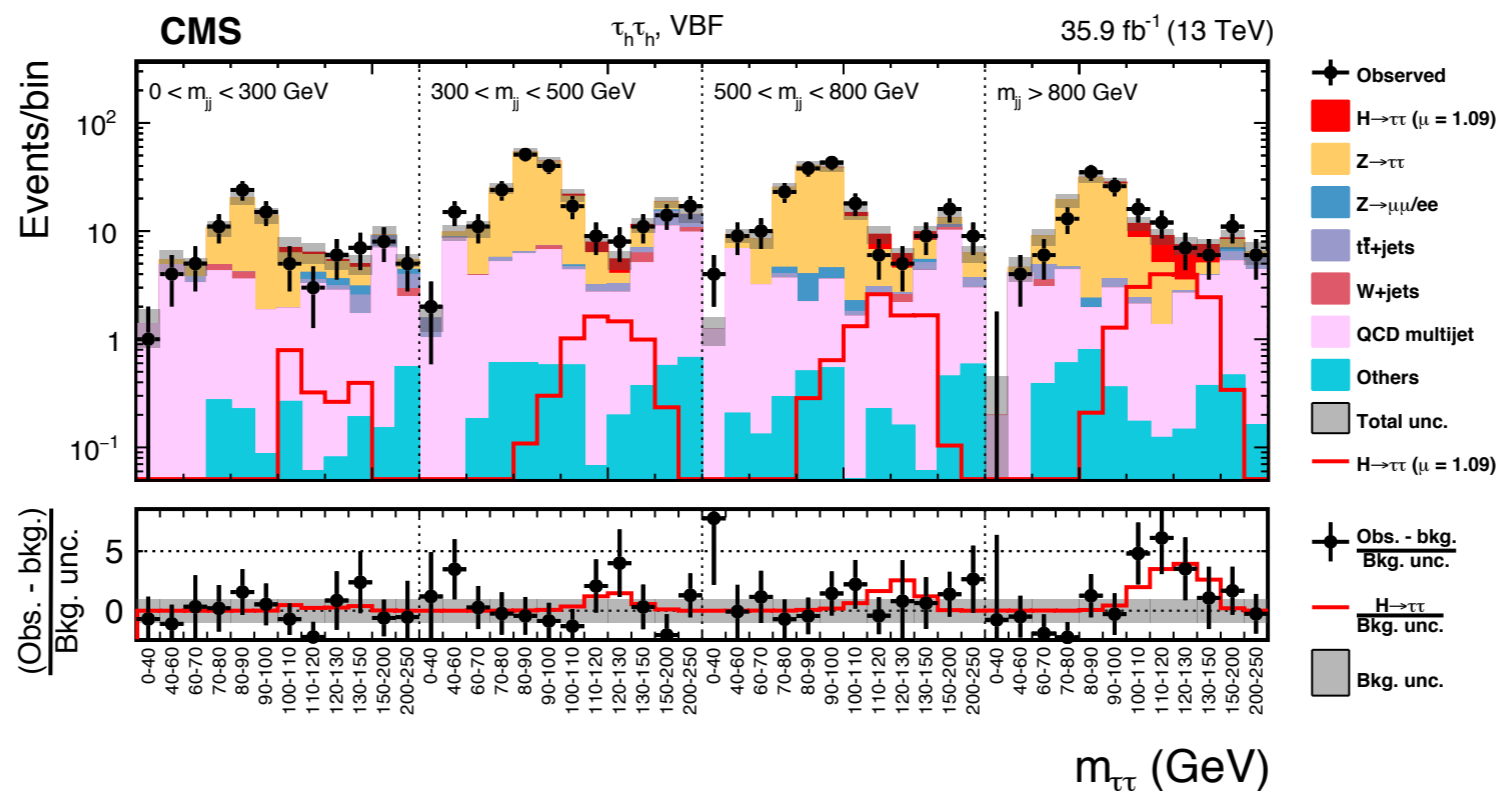 CMS
τhτh, VBF
35.9 fb⁻¹ (13 TeV)
Events/bin
10²
10
1
10⁻¹
0 < mjj < 300 GeV
300 < mjj < 500 GeV
500 < mjj < 800 GeV
mjj > 800 GeV
Observed
H→ττ (μ = 1.09)
Z→ττ
Z→μμ/ee
tt̄+jets
W+jets
QCD multijet
Others
Total unc.
H→ττ (μ = 1.09)
(Obs. - bkg.)
Bkg. unc.
5
0
Obs. - bkg.
Bkg. unc.
H→ττ
Bkg. unc.
Bkg. unc.
0-40
40-60
60-70
70-80
80-90
90-100
100-110
110-120
120-130
130-150
150-200
200-250
0-40
40-60
60-70
70-80
80-90
90-100
100-110
110-120
120-130
130-150
150-200
200-250
0-40
40-60
60-70
70-80
80-90
90-100
100-110
110-120
120-130
130-150
150-200
200-250
0-40
40-60
60-70
70-80
80-90
90-100
100-110
110-120
120-130
130-150
150-200
200-250
mττ (GeV)